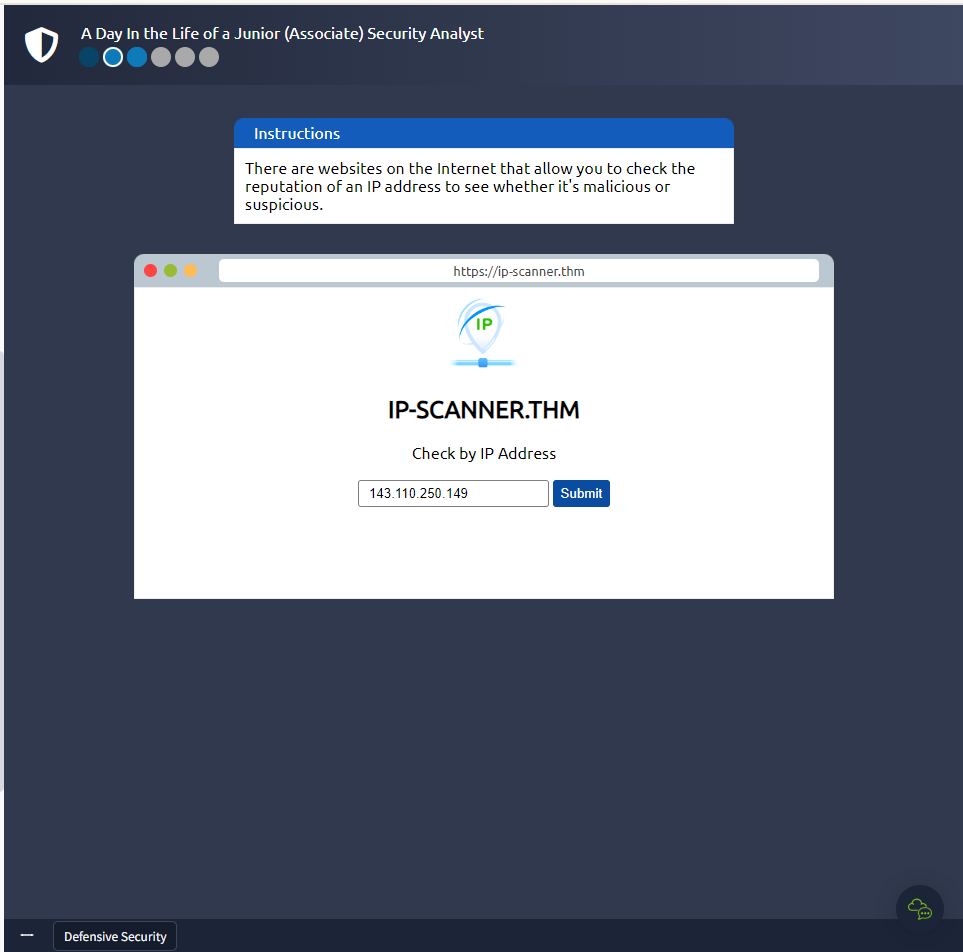 A Day In the Life of a Junior (Associate) Security Analyst
Instructions
There are websites on the Internet that allow you to check the
reputation of an IP address to see whether it's malicious or
suspicious.
https://ip-scanner.thm
IP
IP-SCANNER.THM
Check by IP Address
143.110.250.149
Submit
Defensive Security